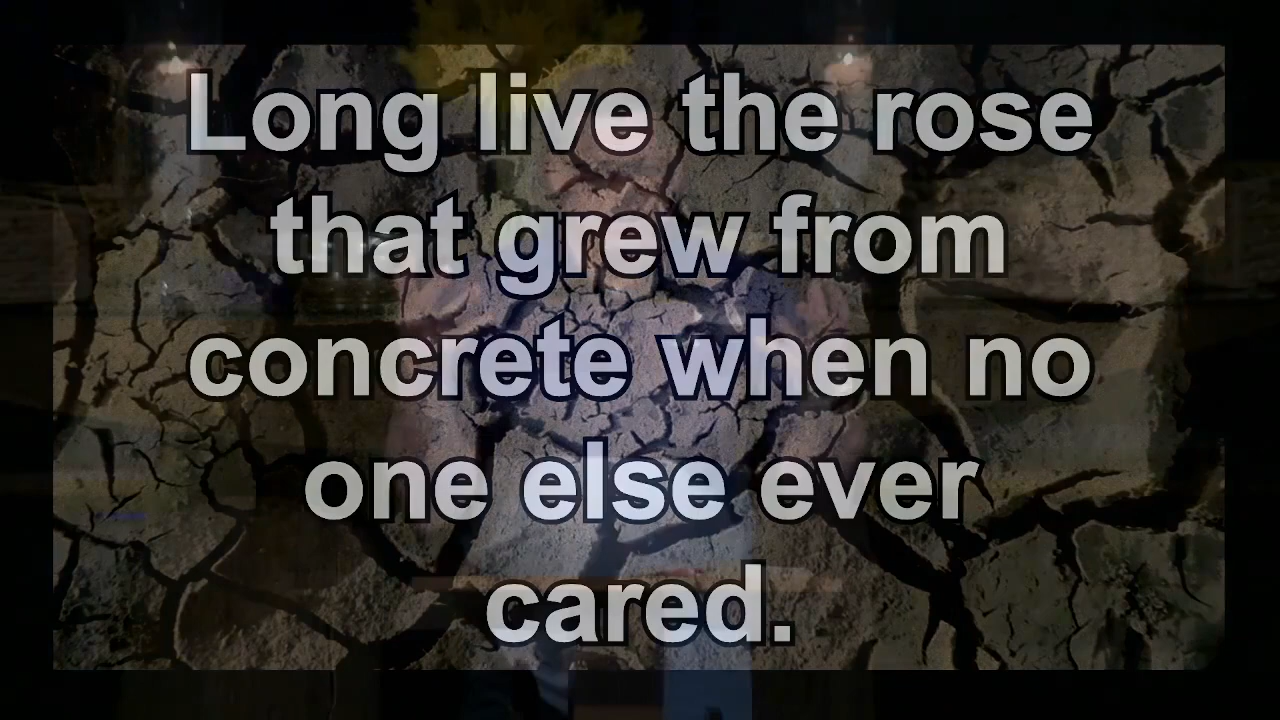 Long live the rose
that grew from
concrete when no
one else ever
cared.